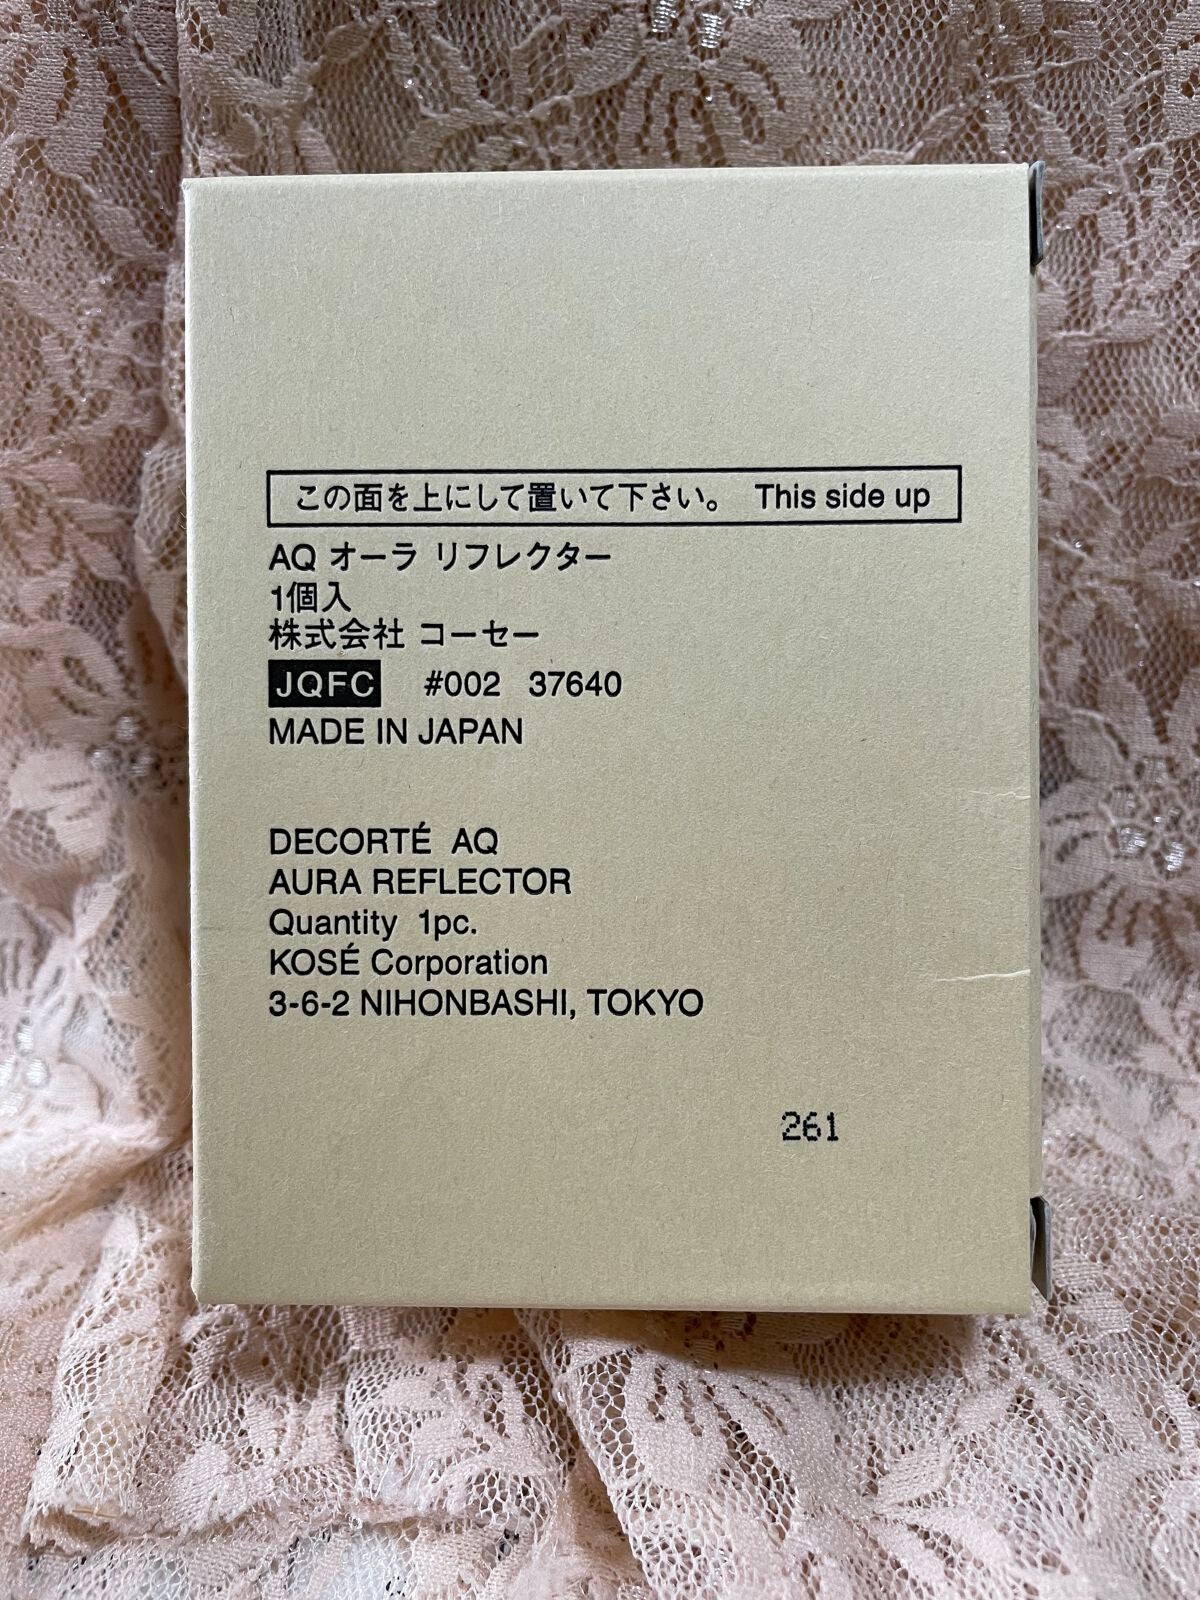 この面を上にして置いて下さい。 This side up
AQ オーラ リフレクター
1個入
株式会社 コーセー
JQFC #002 37640
MADE IN JAPAN
DECORTÉ AQ
AURA REFLECTOR
Quantity 1pc.
KOSÉ Corporation
3-6-2 NIHONBASHI, TOKYO
261